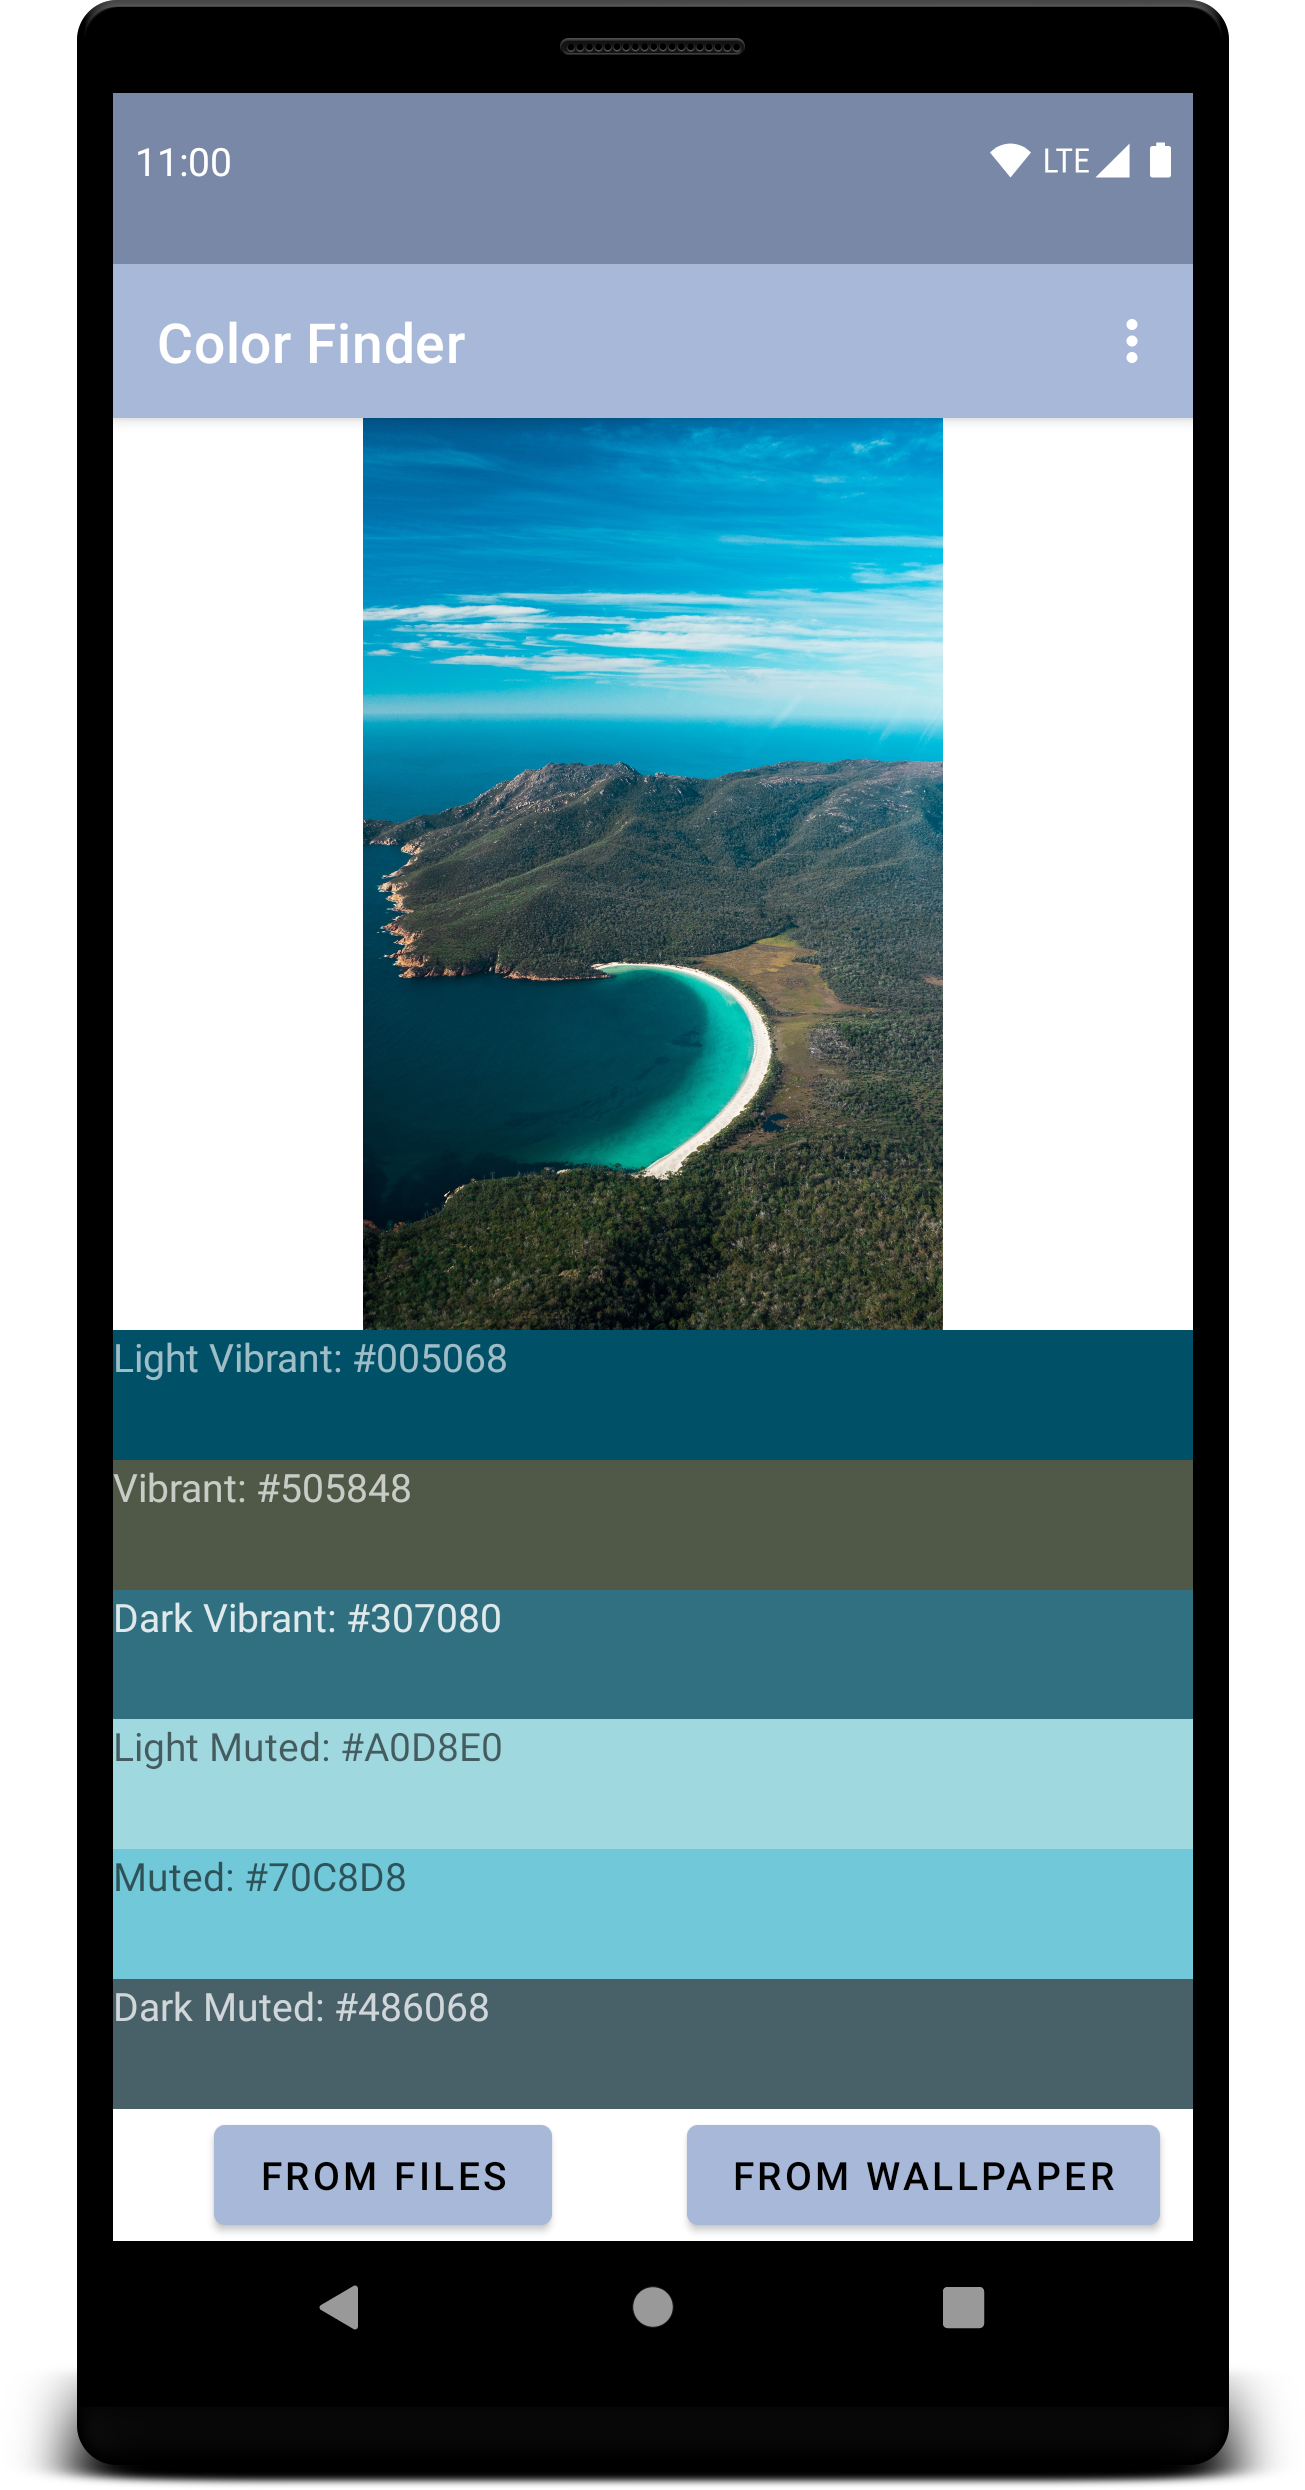 11:00 LTE
Color Finder
Light Vibrant: #005068
Vibrant: #505848
Dark Vibrant: #307080
Light Muted: #A0D8E0
Muted: #70C8D8
Dark Muted: #486068
FROM FILES FROM WALLPAPER